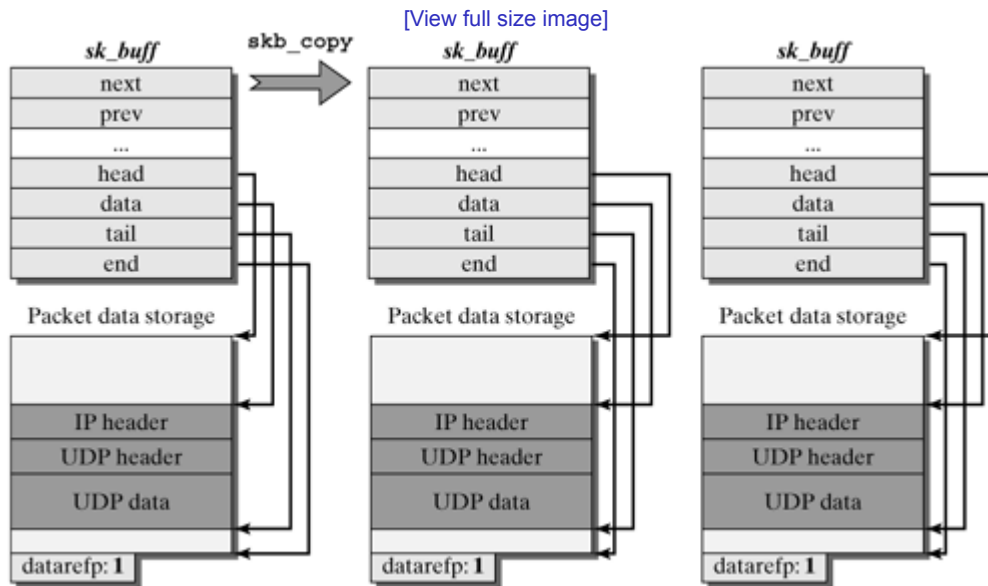 [View full size image]
sk_buff
skb_copy
sk_buff
sk_buff
next
prev
...
head
data
tail
end
next
prev
...
head
data
tail
end
next
prev
...
head
data
tail
end
Packet data storage
Packet data storage
Packet data storage
IP header
UDP header
UDP data
datarefp: 1
IP header
UDP header
UDP data
datarefp: 1
IP header
UDP header
UDP data
datarefp: 1